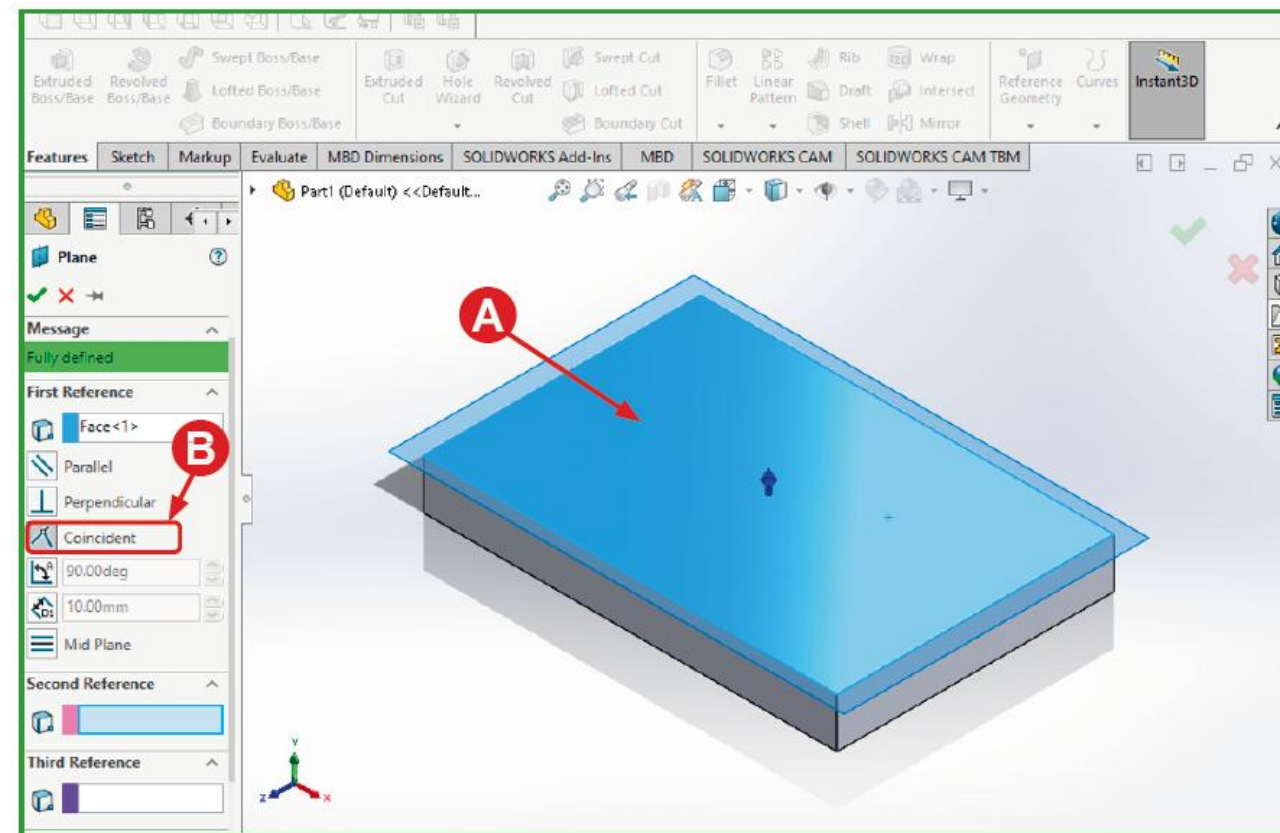 Extruded Boss/Base
Revolved Boss/Base
Swept Boss/Base
Lofted Boss/Base
Boundary Boss/Base
Extruded Cut
Hole Wizard
Revolved Cut
Swept Cut
Lofted Cut
Boundary Cut
Fillet
Linear Pattern
Rib
Draft
Shell
Wrap
Intersect
Mirror
Reference Geometry
Curves
Instant3D
Features Sketch Markup Evaluate MBD Dimensions SOLIDWORKS Add-Ins MBD SOLIDWORKS CAM SOLIDWORKS CAM TBM
Part1 (Default) <<Default...
Plane
Message
Fully defined
First Reference
Face<1>
Parallel
Perpendicular
Coincident
90.00deg
10.00mm
Mid Plane
Second Reference
Third Reference
A
B
Y
Z
X